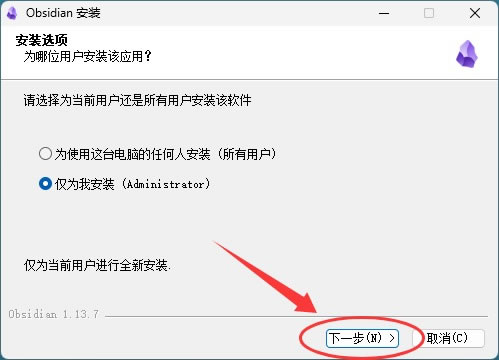 Obsidian 安装
安装选项
为哪位用户安装该应用？
请选择为当前用户还是所有用户安装该软件
为使用这台电脑的任何人安装（所有用户）
仅为我安装（Administrator）
仅为当前用户进行全新安装.
Obsidian 1.13.7
下一步(N) >
取消(C)